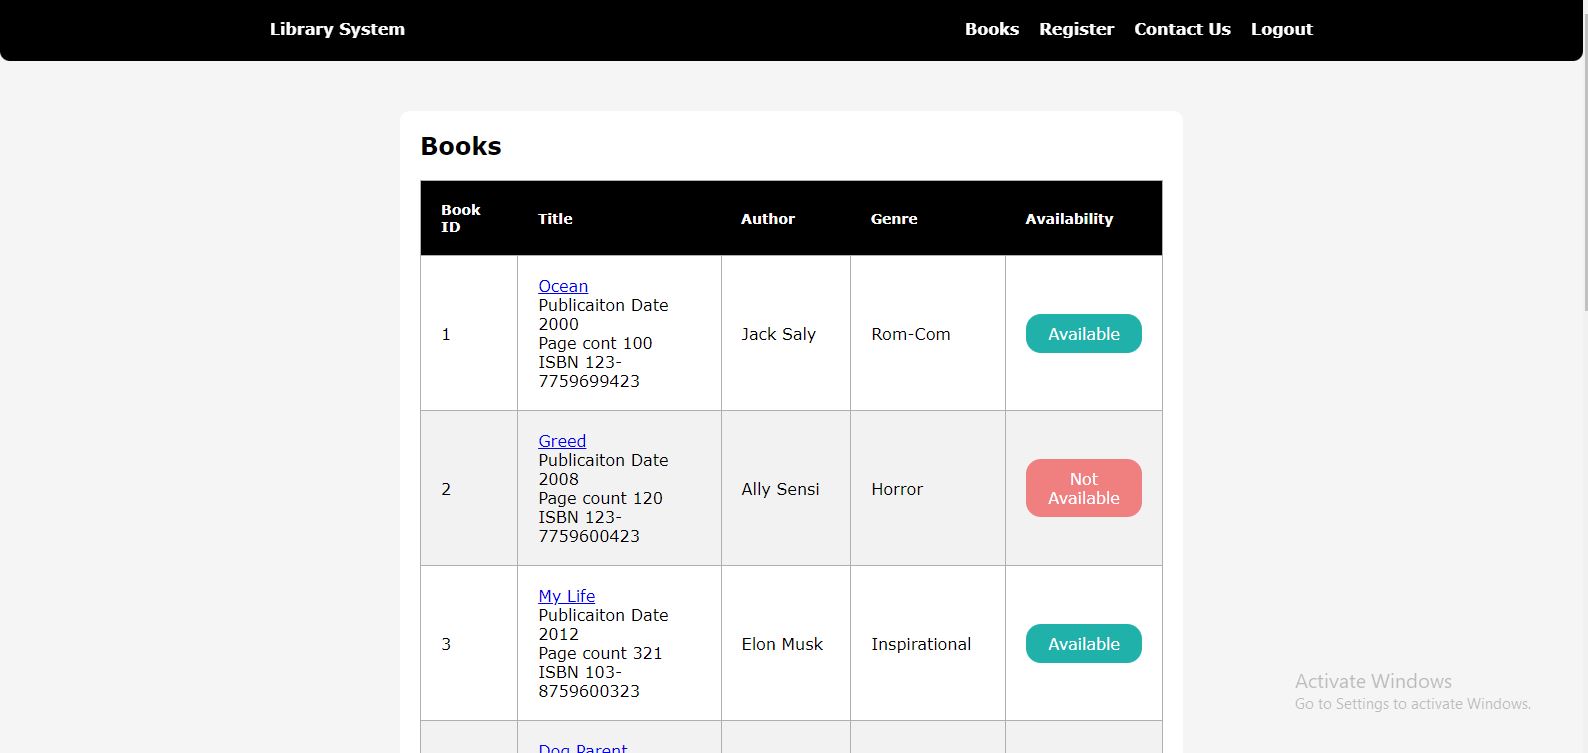 Library System
Books Register Contact Us Logout
Books
Book
ID
Title
Author
Genre
Availability
1
Ocean
Publicaiton Date
2000
Page cont 100
ISBN 123-
7759699423
Jack Saly
Rom-Com
Available
2
Greed
Publicaiton Date
2008
Page count 120
ISBN 123-
7759600423
Ally Sensi
Horror
Not
Available
3
My Life
Publicaiton Date
2012
Page count 321
ISBN 103-
8759600323
Elon Musk
Inspirational
Available
Dog Parent
Activate Windows
Go to Settings to activate Windows.